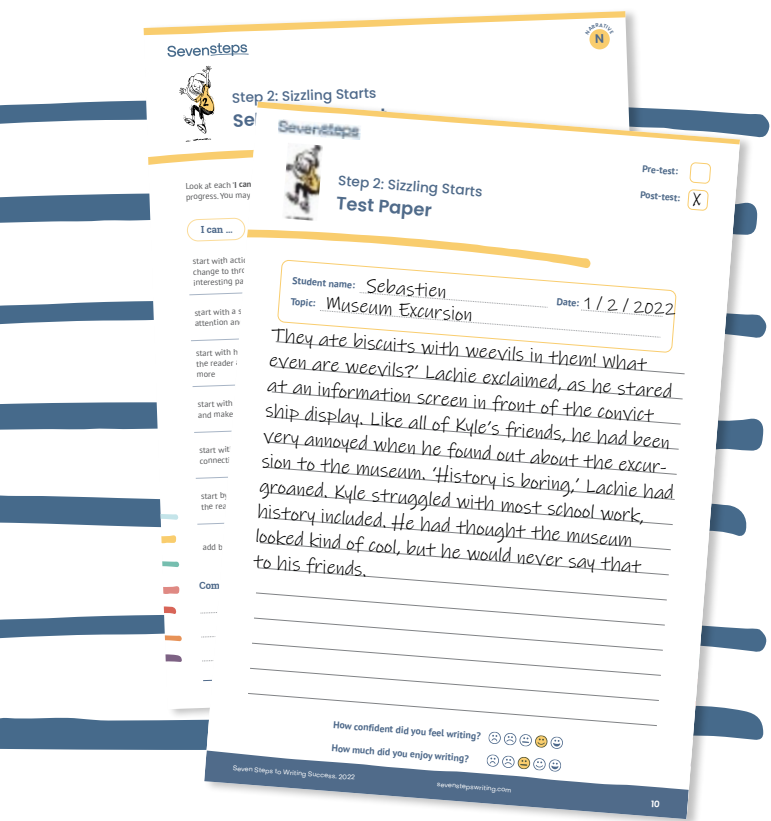 Sevensteps
NARRATIVE
N
Step 2: Sizzling Starts
Se
Look at each 'I can
progress. You may
I can ...
start with acti
change to thr
interesting pa
start with a s
attention an
start with h
the reader
more
start with
and make
start wit
connecti
start by
the rea
add b
Com
Sevensteps
Step 2: Sizzling Starts
Test Paper
Pre-test:
Post-test: X
Student name: Sebastien
Date: 1 / 2 / 2022
Topic: Museum Excursion
They ate biscuits with weevils in them! What
even are weevils?' Lachie exclaimed, as he stared
at an information screen in front of the convict
ship display. Like all of Kyle's friends, he had been
very annoyed when he found out about the excur-
sion to the museum. 'History is boring,' Lachie had
groaned. Kyle struggled with most school work,
history included. He had thought the museum
looked kind of cool, but he would never say that
to his friends.
How confident did you feel writing?
How much did you enjoy writing?
Seven Steps to Writing Success. 2022
sevenstepswriting.com
10